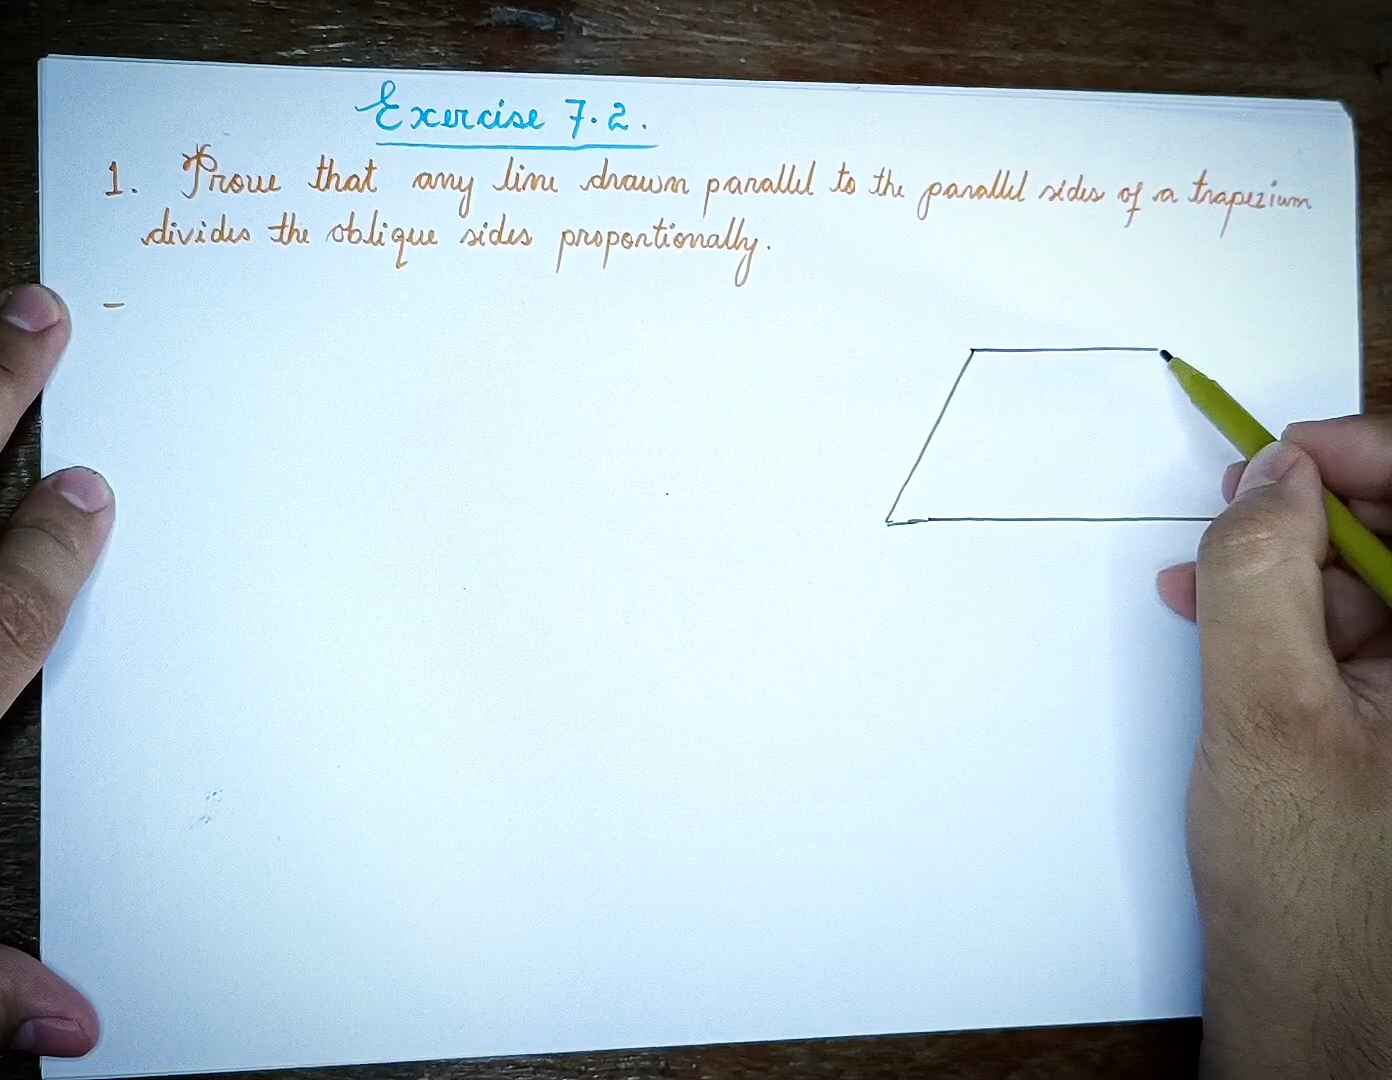 Exercise 7.2.
1. Prove that any line drawn parallel to the parallel sides of a trapezium
divides the oblique sides proportionally.
-